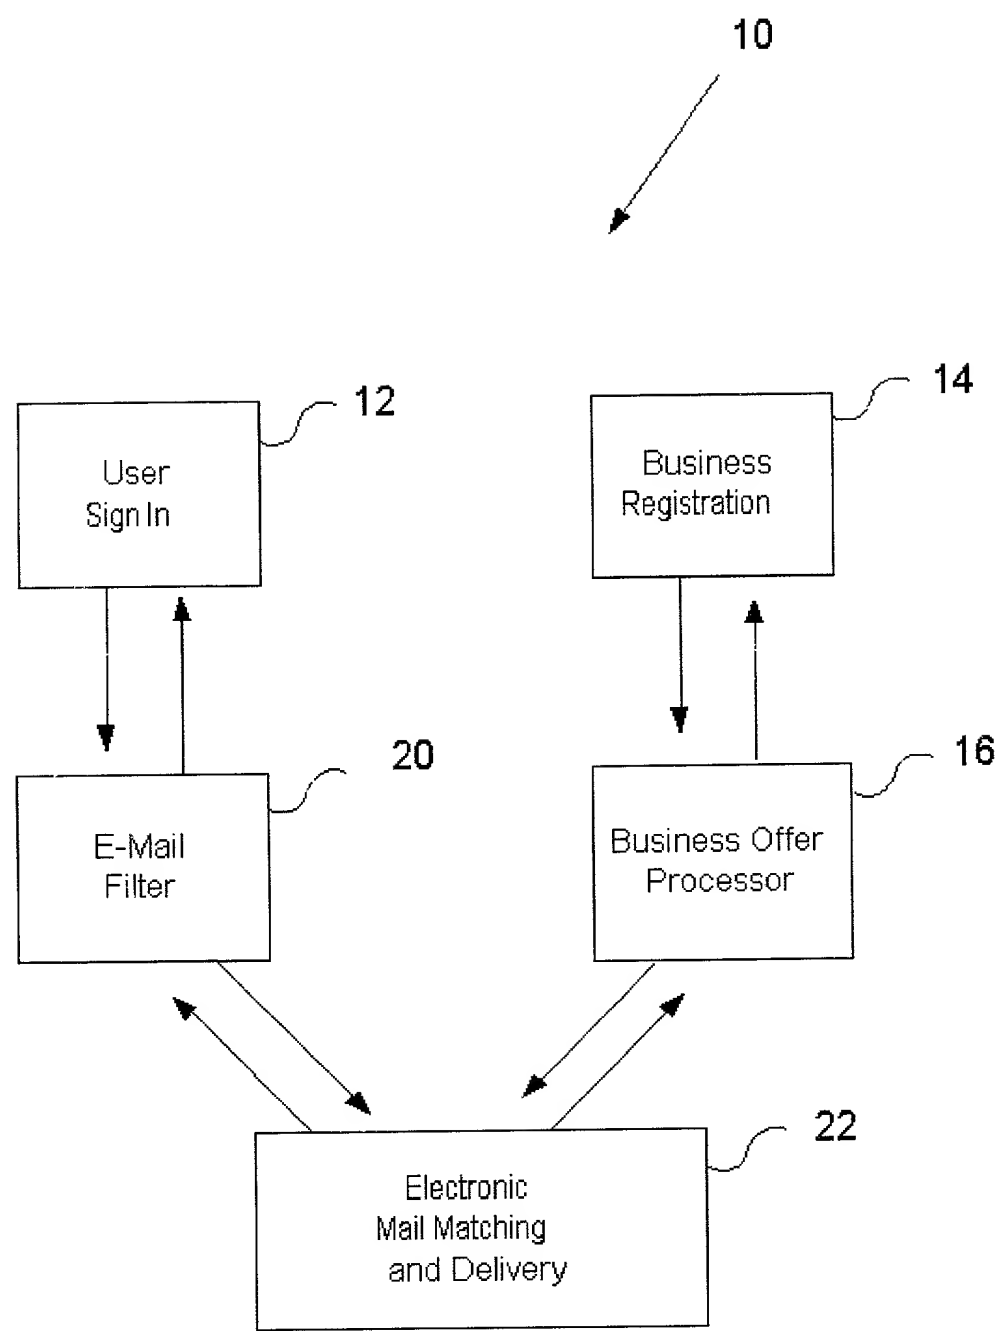 10
12
User
Sign In
14
Business
Registration
20
E-Mail
Filter
16
Business Offer
Processor
22
Electronic
Mail Matching
and Delivery